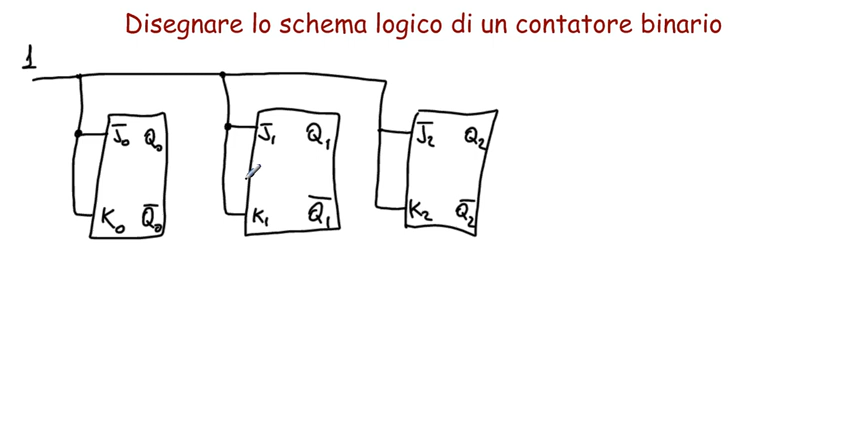 Disegnare lo schema logico di un contatore binario
1
J₀ Q₀ J₁ Q₁ J₂ Q₂
K₀ Q̅₀ K₁ Q̅₁ K₂ Q̅₂